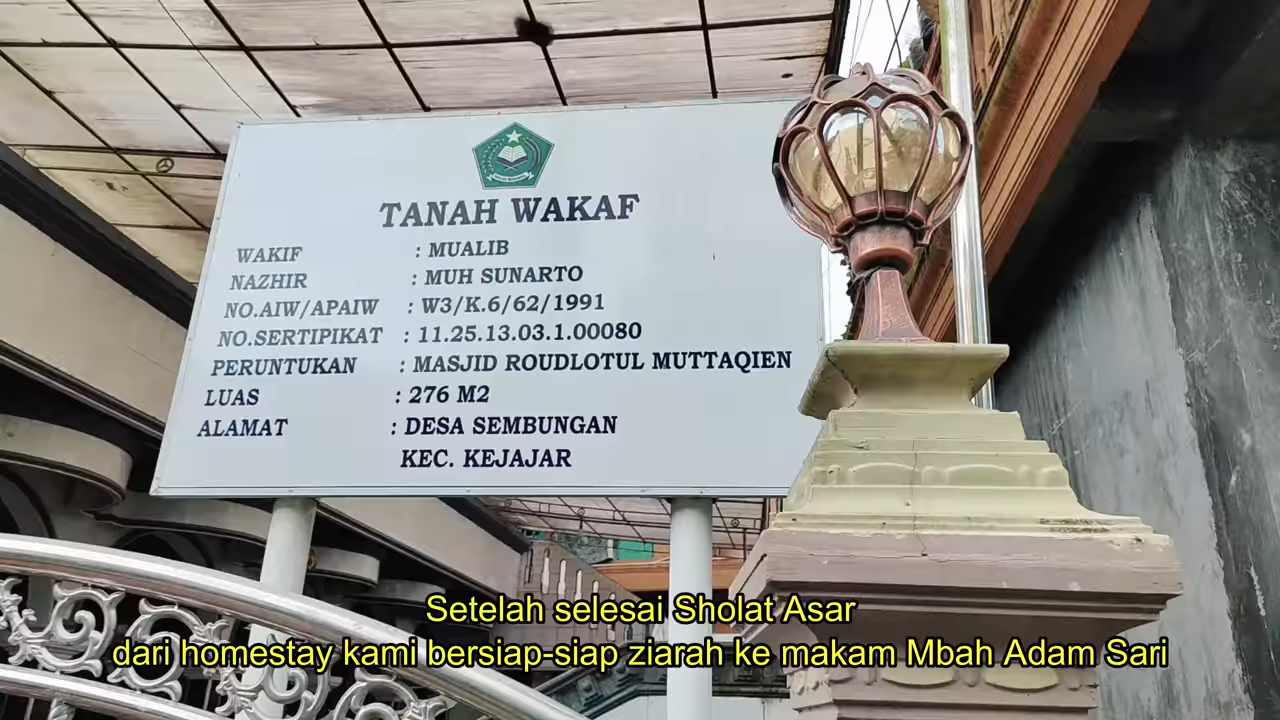 TANAH WAKAF
WAKIF : MUALIB
NAZHIR : MUH SUNARTO
NO.AIW/APAIW : W3/K.6/62/1991
NO.SERTIPIKAT : 11.25.13.03.1.00080
PERUNTUKAN : MASJID ROUDLOTUL MUTTAQIEN
LUAS : 276 M2
ALAMAT : DESA SEMBUNGAN
KEC. KEJAJAR
Setelah selesai Sholat Asar
dari homestay kami bersiap-siap ziarah ke makam Mbah Adam Sari